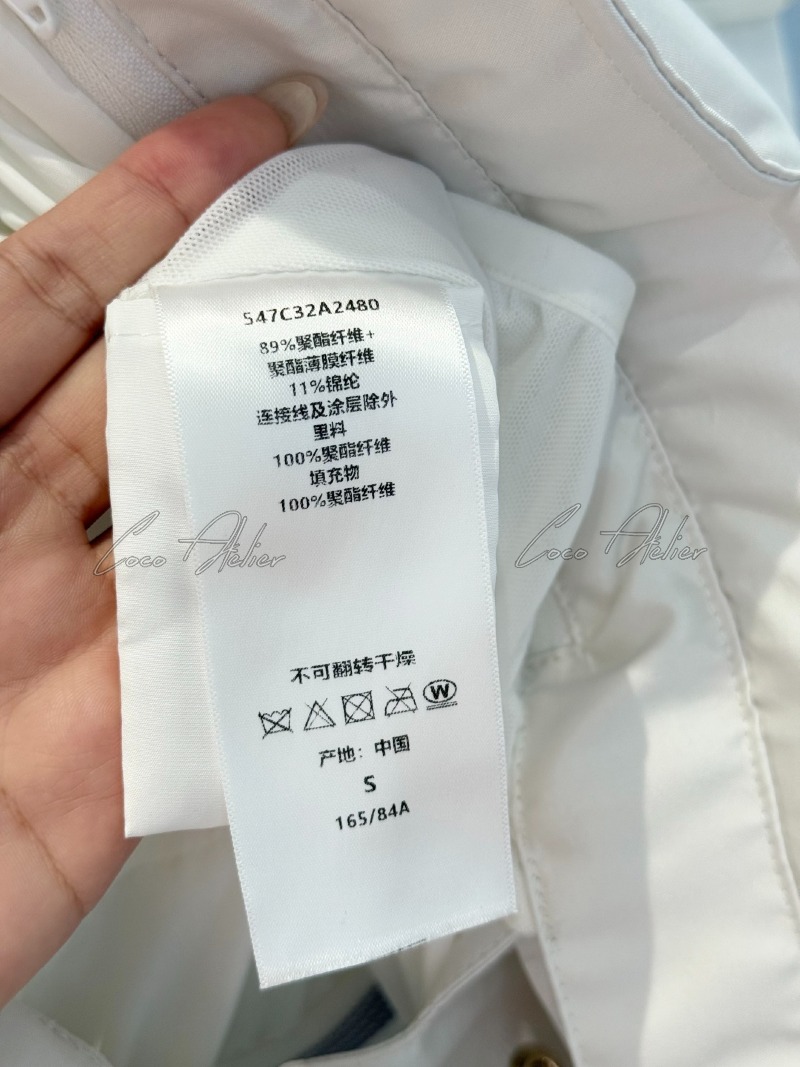 547C32A2480
89%聚酯纤维+
聚酯薄膜纤维
11%锦纶
连接线及涂层除外
里料
100%聚酯纤维
填充物
100%聚酯纤维
Coco Atelier
Coco Atelier
不可翻转干燥
W
产地：中国
S
165/84A